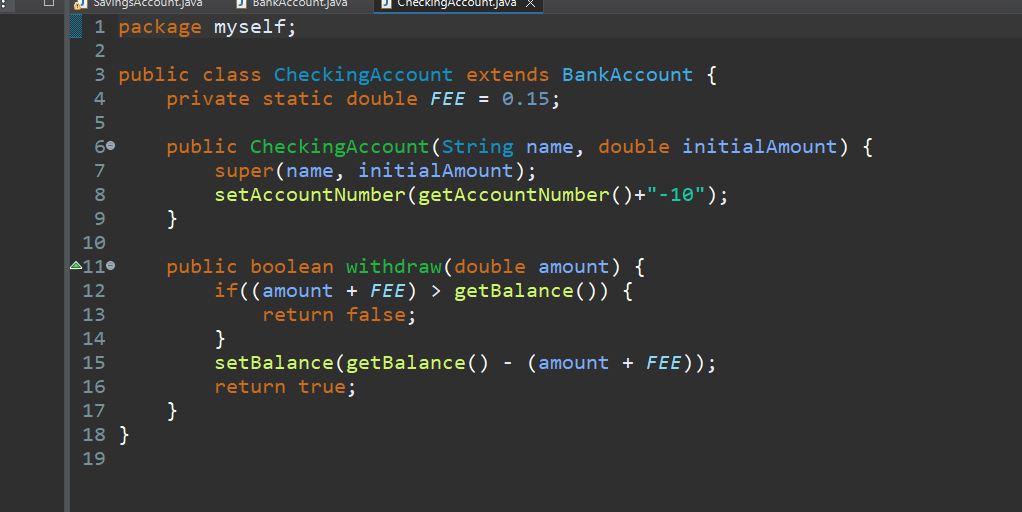 SavingsAccount.java BankAccount.java CheckingAccount.java
1 package myself;
2
3 public class CheckingAccount extends BankAccount {
4     private static double FEE = 0.15;
5
6     public CheckingAccount(String name, double initialAmount) {
7         super(name, initialAmount);
8         setAccountNumber(getAccountNumber()+"-10");
9     }
10
11     public boolean withdraw(double amount) {
12         if((amount + FEE) > getBalance()) {
13             return false;
14         }
15         setBalance(getBalance() - (amount + FEE));
16         return true;
17     }
18 }
19